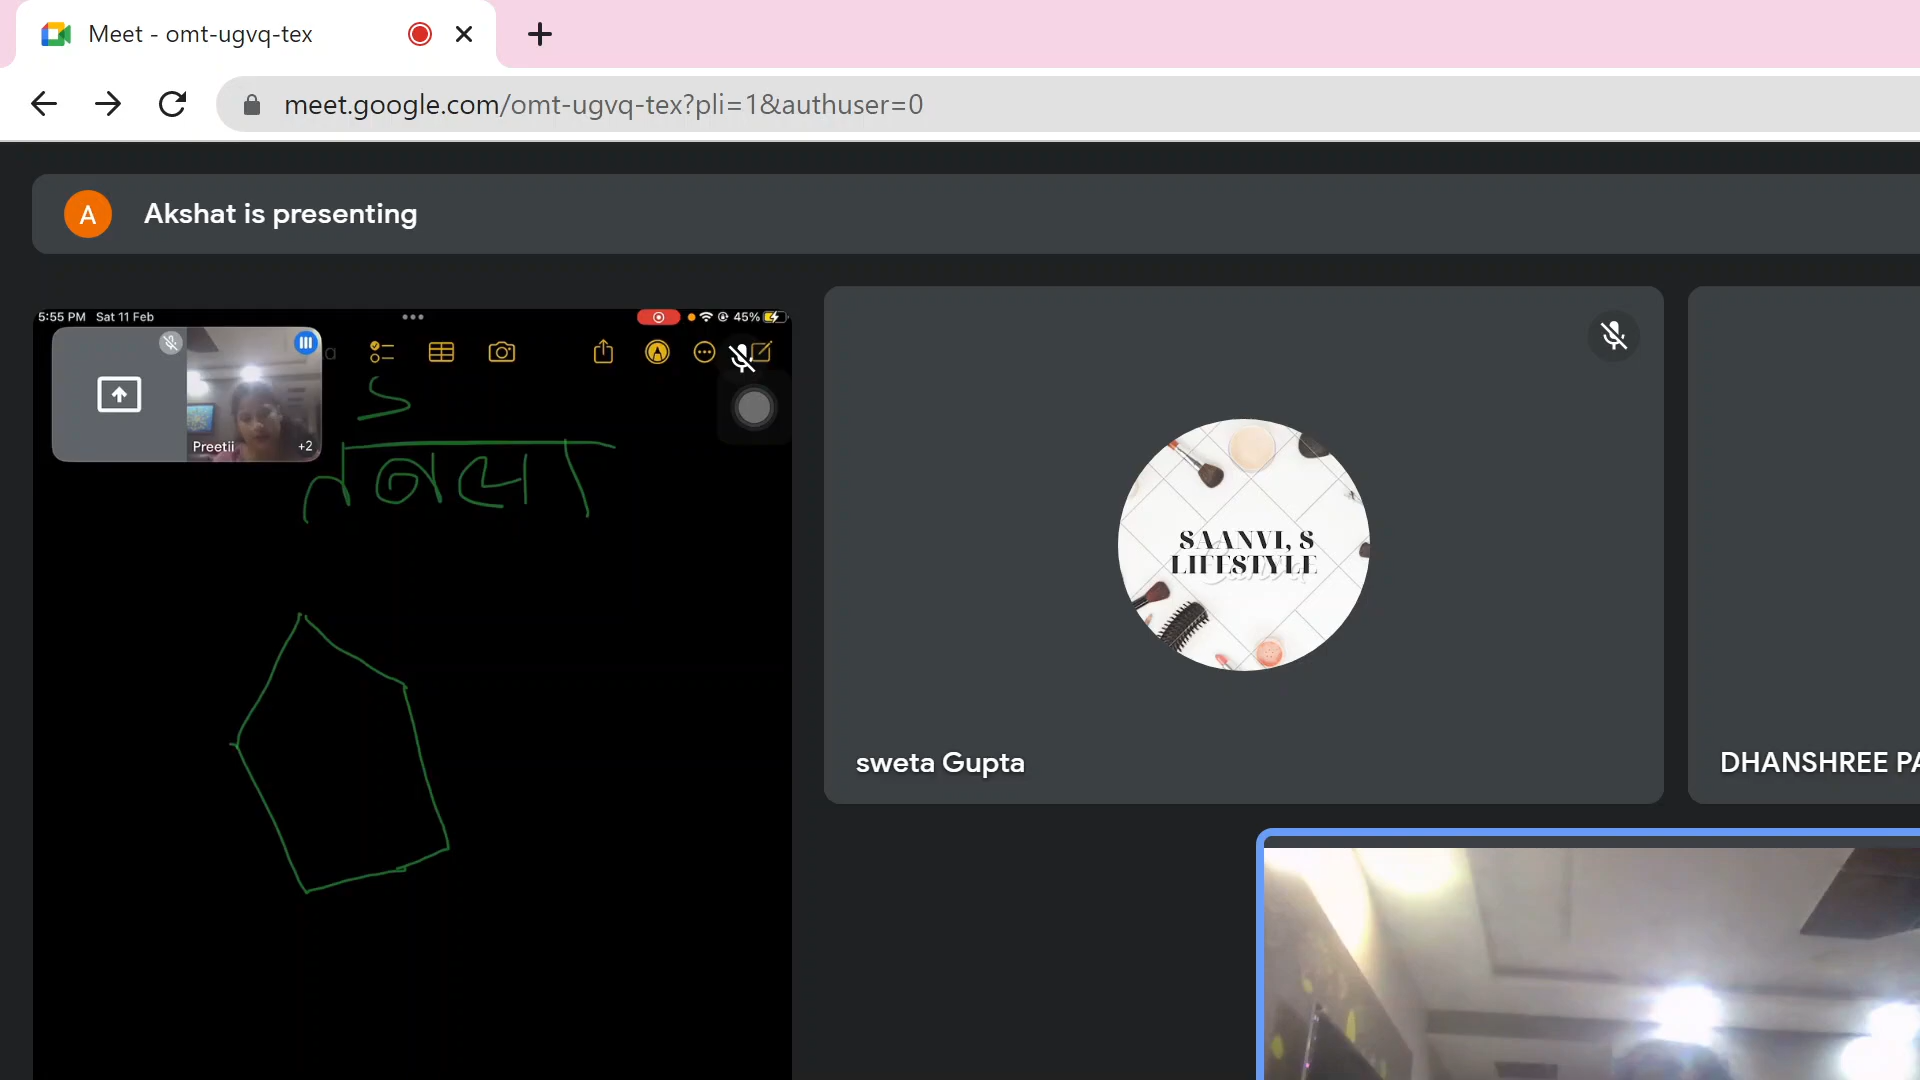 Meet - omt-ugvq-tex
meet.google.com/omt-ugvq-tex?pli=1&authuser=0
A
Akshat is presenting
5:55 PM Sat 11 Feb
45%
Preetii
+2
SAANVI, S
LIFESTYLE
sweta Gupta
DHANSHREE PA